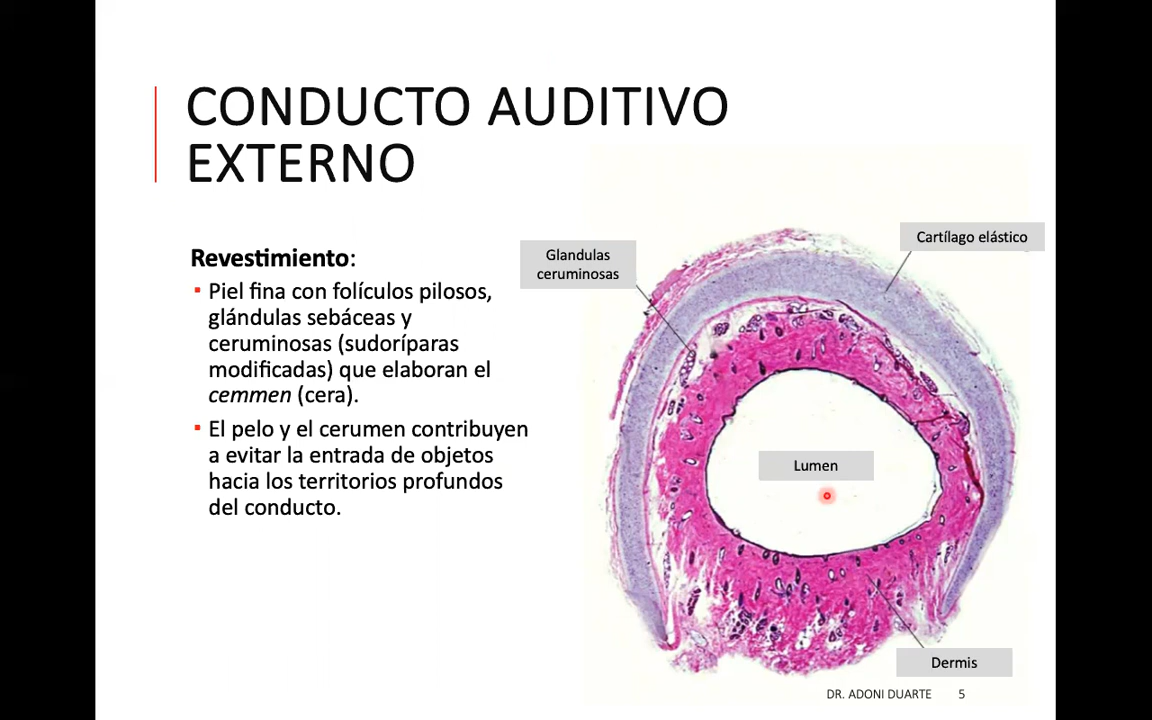 CONDUCTO AUDITIVO
EXTERNO
Revestimiento:
▪ Piel fina con folículos pilosos,
glándulas sebáceas y
ceruminosas (sudoríparas
modificadas) que elaboran el
cemmen (cera).
▪ El pelo y el cerumen contribuyen
a evitar la entrada de objetos
hacia los territorios profundos
del conducto.
Glandulas
ceruminosas
Cartílago elástico
Lumen
Dermis
DR. ADONI DUARTE 5